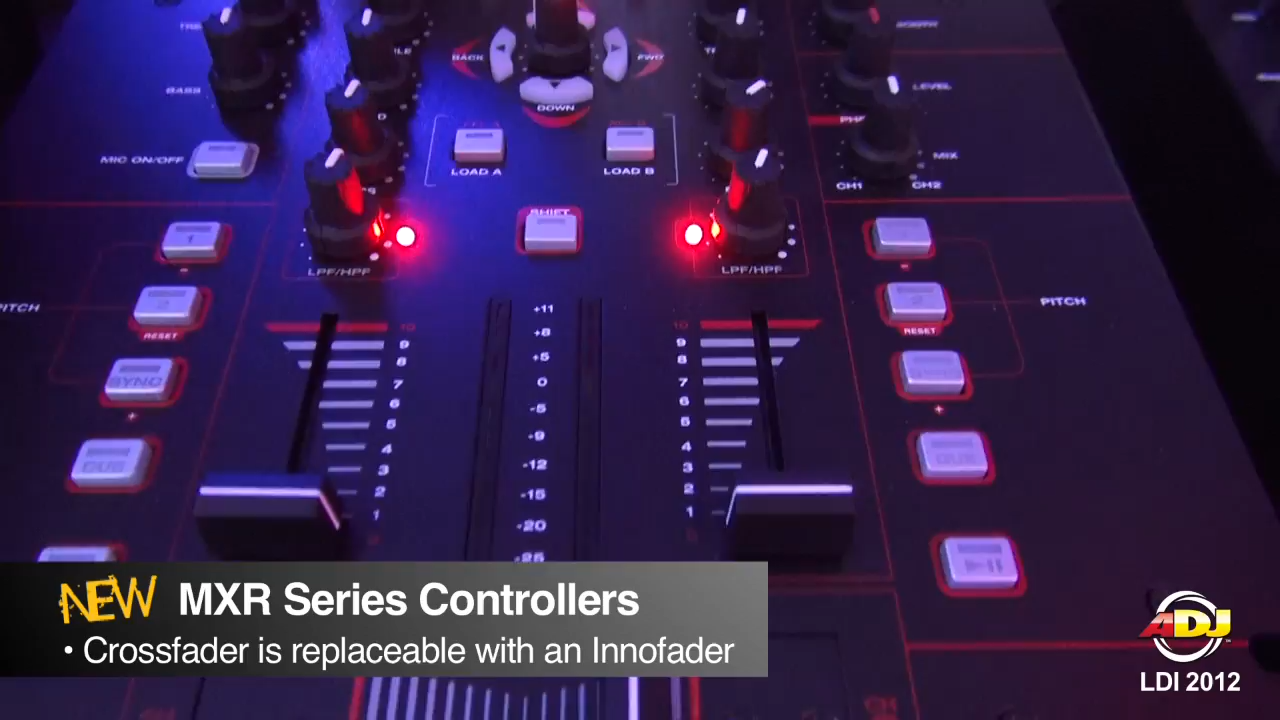 BACK
FWD
DOWN
BASS
LEVEL
MIC ON/OFF
LOAD A
LOAD B
MIX
CH1
CH2
SHIFT
1
LPF/HPF
LPF/HPF
PITCH
RESET
2
RESET
PITCH
SYNC
CUE
10
9
8
7
6
5
4
3
2
1
+11
+8
+5
0
-5
-9
-12
-15
-20
-25
10
9
8
7
6
5
4
3
2
1
NEW MXR Series Controllers
• Crossfader is replaceable with an Innofader
ADJ
LDI 2012